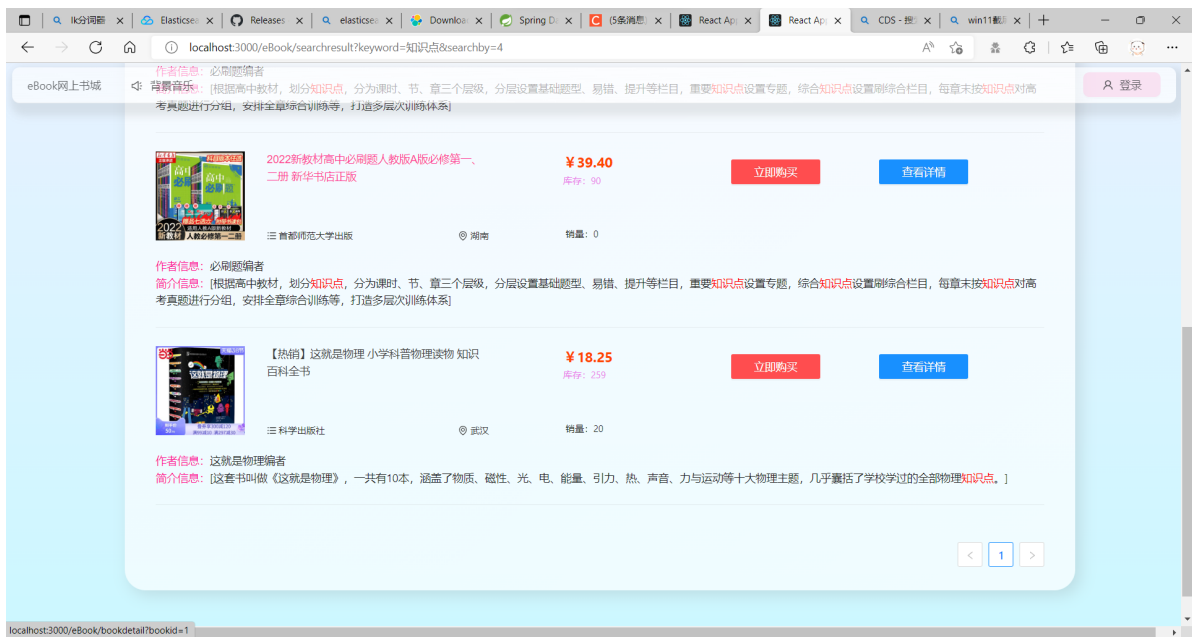 Ik分词器
Elasticsea
Releases
elasticsea
Downloac
Spring Da
(5条消息)
React App
React App
CDS - 搜
win11截
localhost:3000/eBook/searchresult?keyword=知识点&searchby=4
eBook网上书城
背景音乐
登录
作者信息: 必刷题编者
简介信息: [根据高中教材, 划分知识点, 分为课时、节、章三个层级, 分层设置基础题型、易错、提升等栏目, 重要知识点设置专题, 综合知识点设置刷综合栏目, 每章末按知识点对高
考真题进行分组, 安排全章综合训练等, 打造多层次训练体系]
2022新教材高中必刷题人教版A版必修第一、
二册 新华书店正版
¥39.40
库存: 90
立即购买
查看详情
首都师范大学出版
湖南
销量: 0
作者信息: 必刷题编者
简介信息: [根据高中教材, 划分知识点, 分为课时、节、章三个层级, 分层设置基础题型、易错、提升等栏目, 重要知识点设置专题, 综合知识点设置刷综合栏目, 每章末按知识点对高
考真题进行分组, 安排全章综合训练等, 打造多层次训练体系]
【热销】这就是物理 小学科普物理读物 知识
百科全书
¥18.25
库存: 259
立即购买
查看详情
科学出版社
武汉
销量: 20
作者信息: 这就是物理编者
简介信息: [这套书叫做《这就是物理》, 一共有10本, 涵盖了物质、磁性、光、电、能量、引力、热、声音、力与运动等十大物理主题, 几乎囊括了学校学过的全部物理知识点。]
1
localhost:3000/eBook/bookdetail?bookid=1